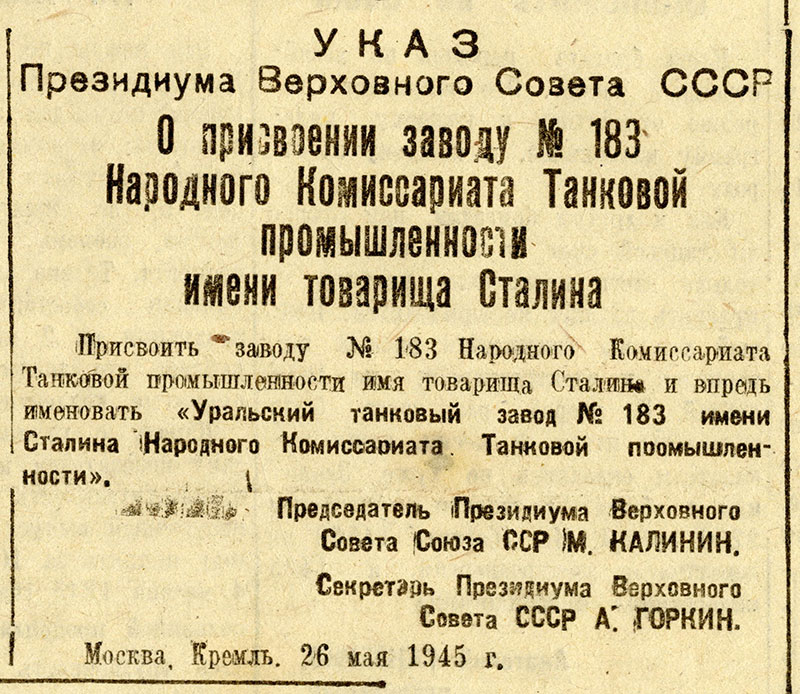 УКАЗ
Президиума Верховного Совета СССР
О присвоении заводу № 183
Народного Комиссариата Танковой
промышленности
имени товарища Сталина
Присвоить заводу № 183 Народного Комиссариата
Танковой промышленности имя товарища Сталина и впредь
именовать «Уральский танковый завод № 183 имени
Сталина Народного Комиссариата Танковой промышлен-
ности».
Председатель Президиума Верховного
Совета Союза ССР М. КАЛИНИН.
Секретарь Президиума Верховного
Совета СССР А. ГОРКИН.
Москва, Кремль. 26 мая 1945 г.